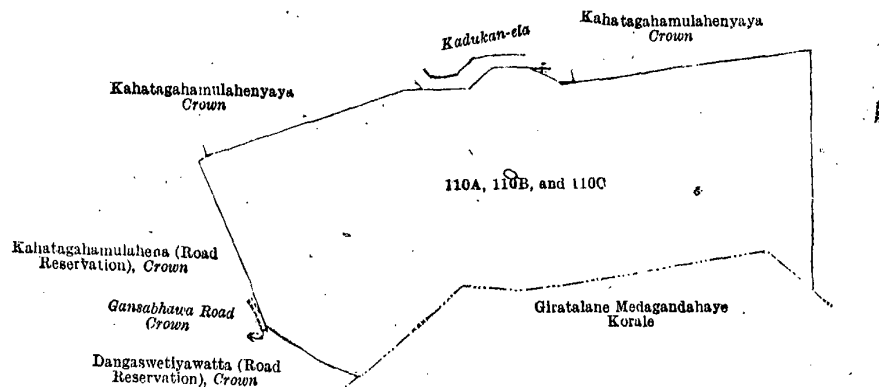 Kadukan-ela
Kahatagahamulahenyaya
Crown
Kahatagahamulahenyaya
Crown
110A, 110B, and 110C
Kahatagahamulahena (Road
Reservation), Crown
Gansabhawa Road
Crown
Giratalane Medagandahaye
Korale
Dangaswetiyawatta (Road
Reservation), Crown